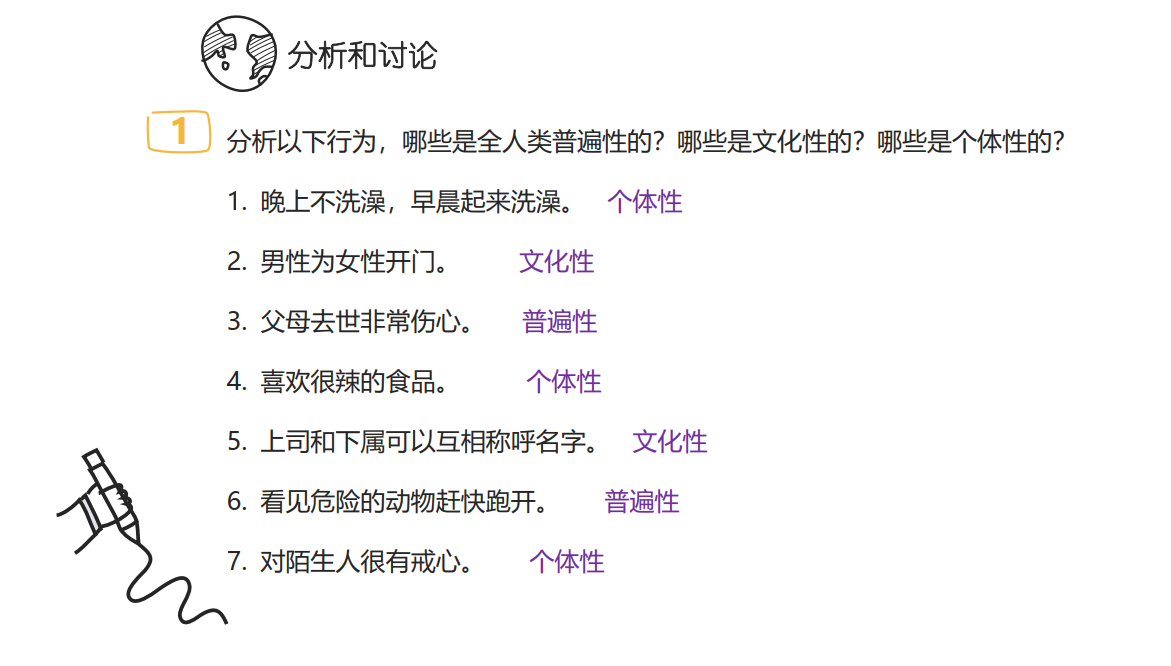 分析和讨论
1 分析以下行为，哪些是全人类普遍性的？哪些是文化性的？哪些是个体性的？
1. 晚上不洗澡，早晨起来洗澡。 个体性
2. 男性为女性开门。 文化性
3. 父母去世非常伤心。 普遍性
4. 喜欢很辣的食品。 个体性
5. 上司和下属可以互相称呼名字。 文化性
6. 看见危险的动物赶快跑开。 普遍性
7. 对陌生人很有戒心。 个体性